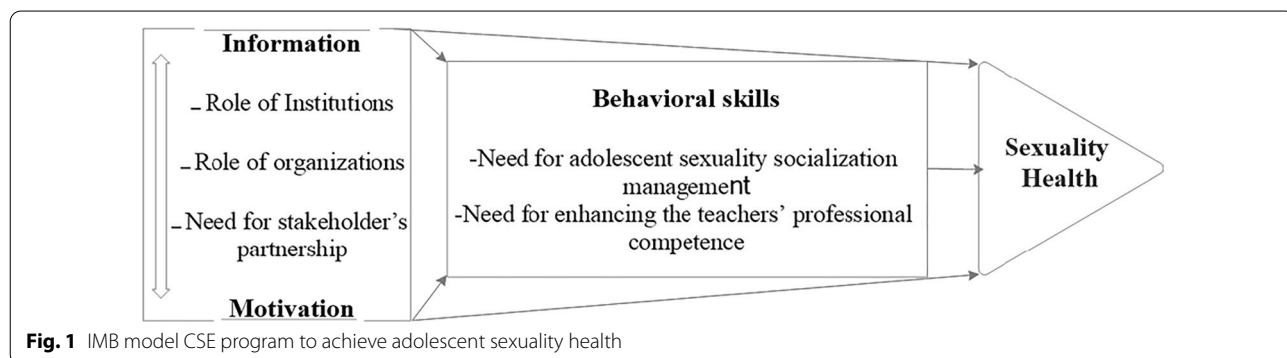 Information
– Role of Institutions
– Role of organizations
– Need for stakeholder's
partnership
Motivation
Behavioral skills
-Need for adolescent sexuality socialization
management
-Need for enhancing the teachers' professional
competence
Sexuality
Health
Fig. 1 IMB model CSE program to achieve adolescent sexuality health